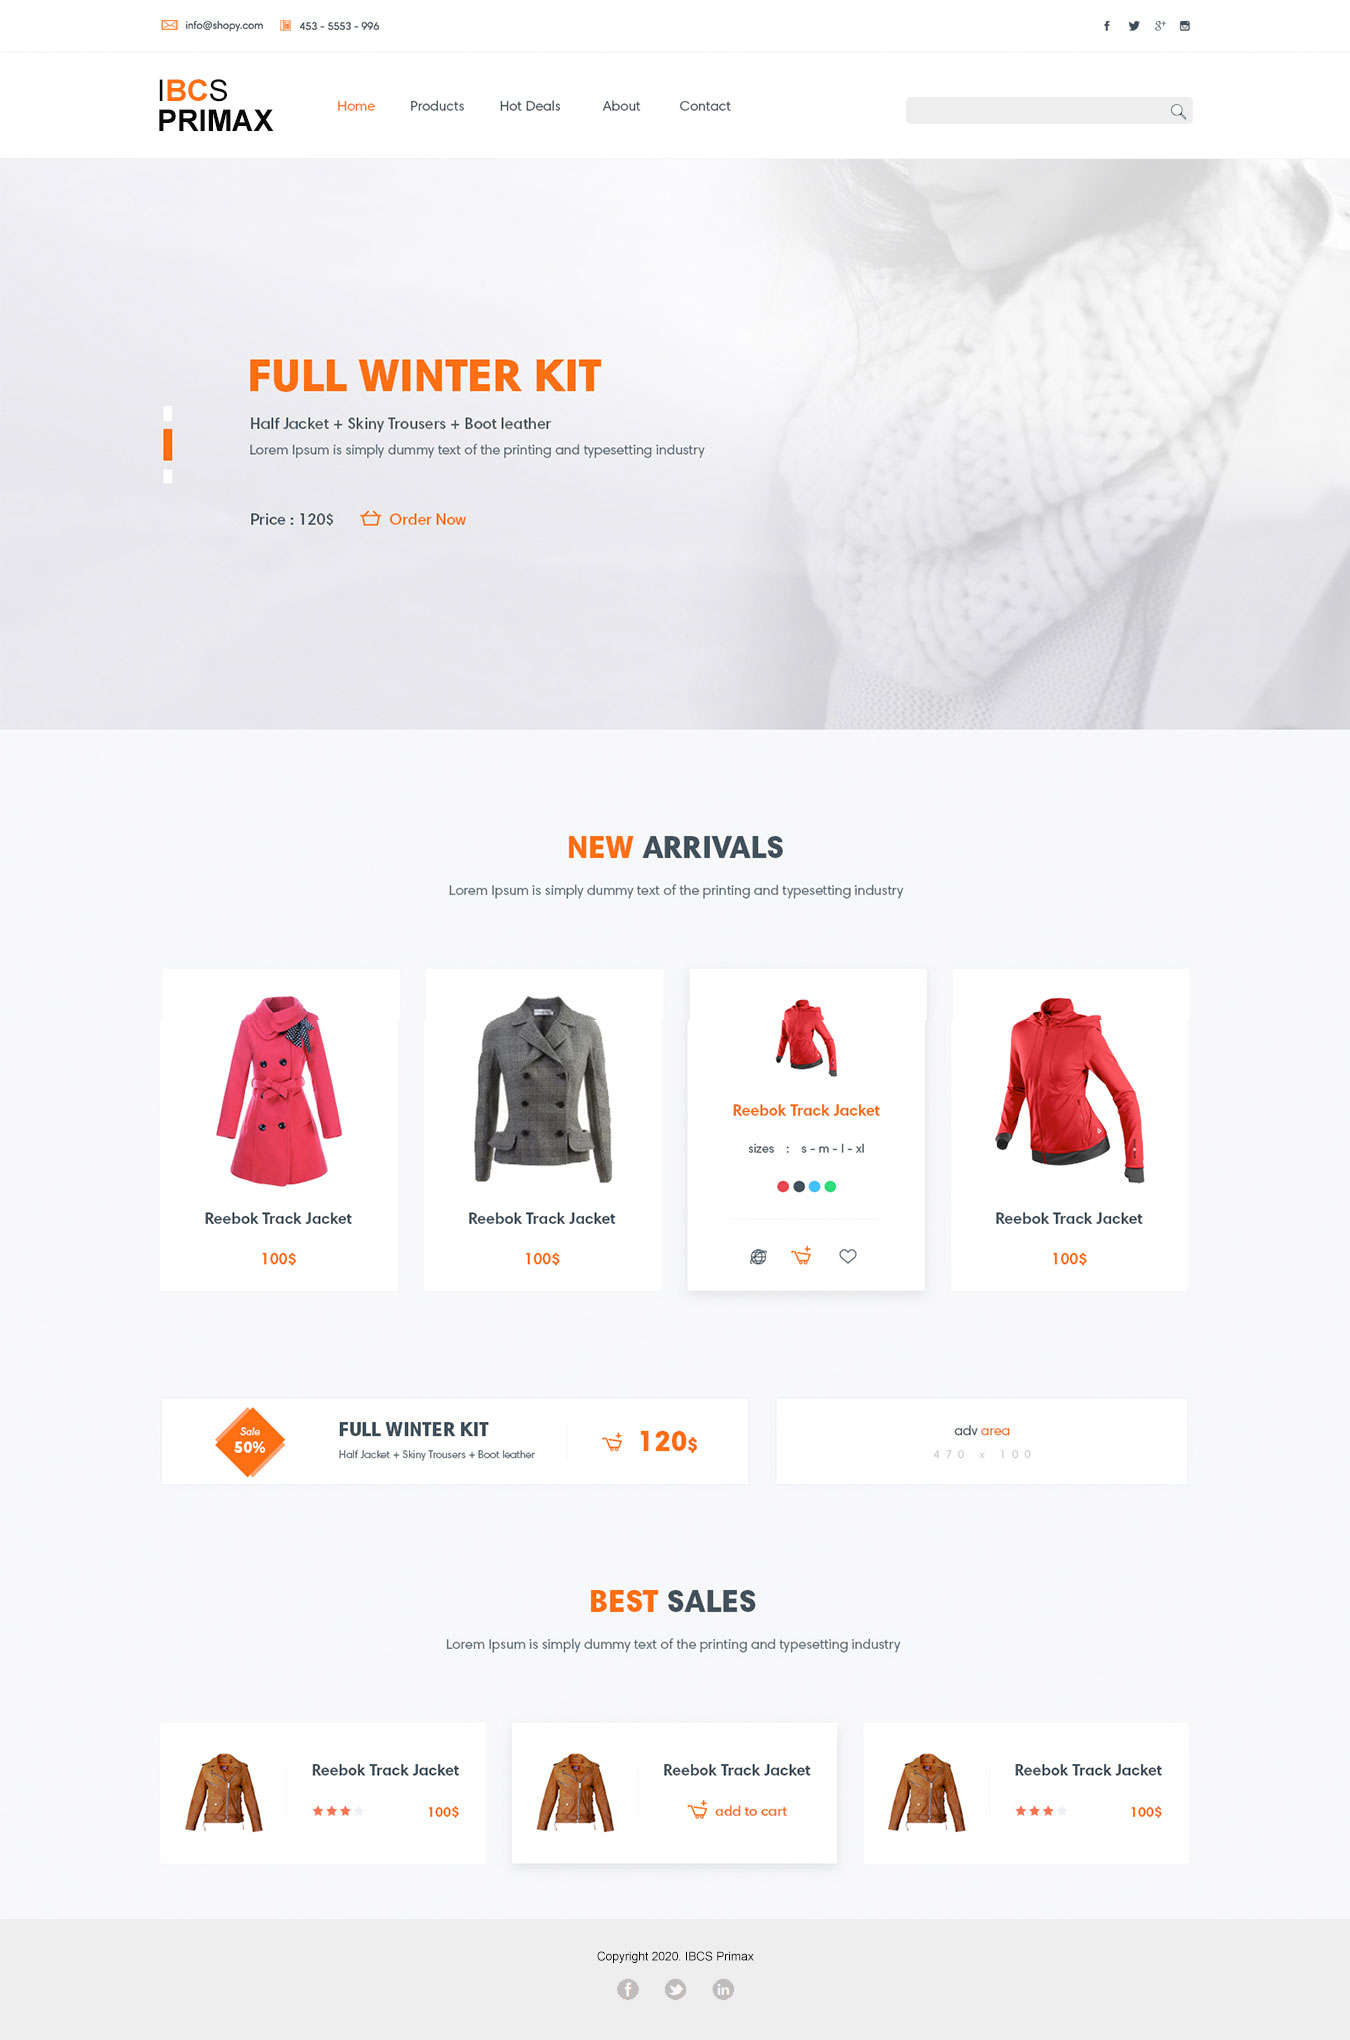 info@shopy.com 453 - 5553 - 996
IBCS
PRIMAX
Home Products Hot Deals About Contact
FULL WINTER KIT
Half Jacket + Skiny Trousers + Boot leather
Lorem Ipsum is simply dummy text of the printing and typesetting industry
Price : 120$ Order Now
NEW ARRIVALS
Lorem Ipsum is simply dummy text of the printing and typesetting industry
Reebok Track Jacket
100$
Reebok Track Jacket
100$
Reebok Track Jacket
sizes : s - m - l - xl
Reebok Track Jacket
100$
Sale
50%
FULL WINTER KIT
Half Jacket + Skiny Trousers + Boot leather
120$
adv area
470 x 100
BEST SALES
Lorem Ipsum is simply dummy text of the printing and typesetting industry
Reebok Track Jacket
100$
Reebok Track Jacket
add to cart
Reebok Track Jacket
100$
Copyright 2020. IBCS Primax